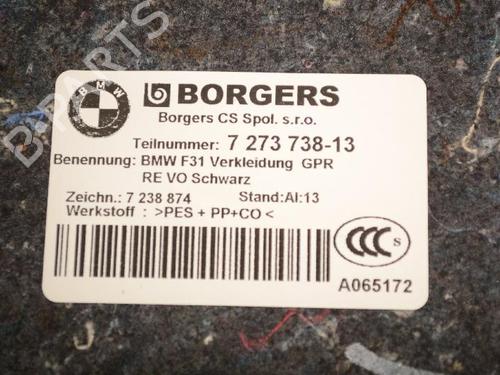 B-PARTS
BMW
BORGERS
Borgers CS Spol. s.r.o.
Teilnummer: 7 273 738-13
Benennung: BMW F31 Verkleidung GPR
RE VO Schwarz
Zeichn.: 7 238 874 Stand:AI:13
Werkstoff : >PES + PP+CO<
CCC S
A065172